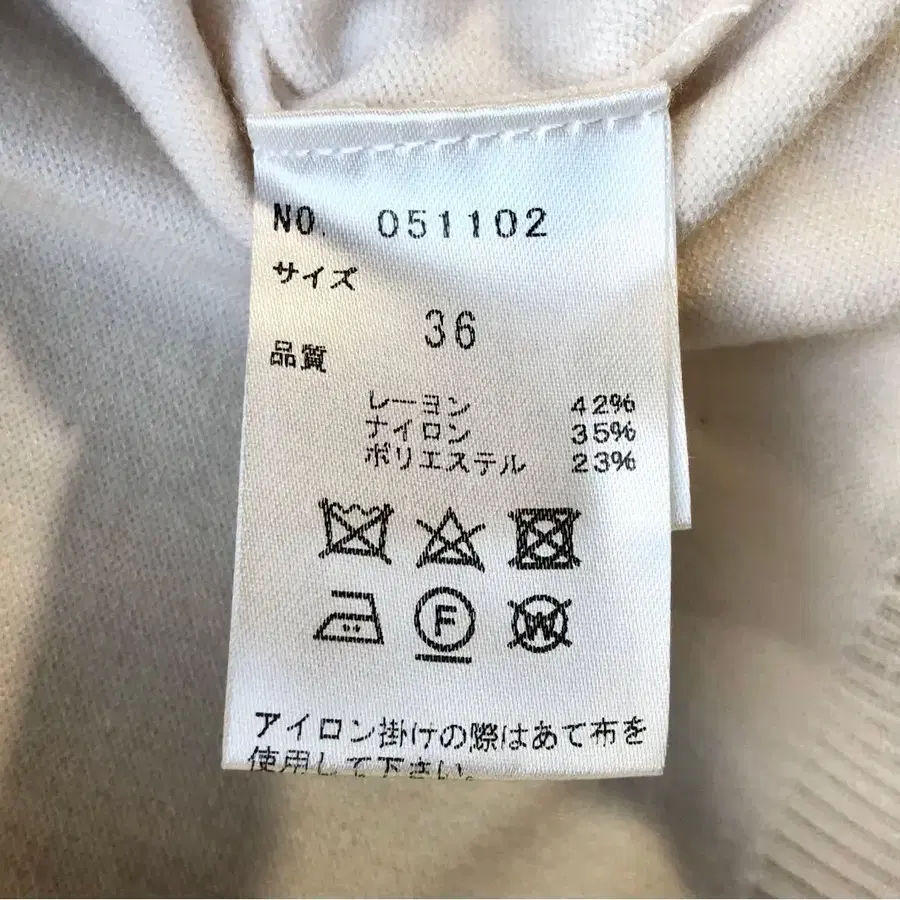 NO. 051102
サイズ
36
品質
レーヨン 42%
ナイロン 35%
ポリエステル 23%
F
W
アイロン掛けの際はあて布を
使用して下さい。